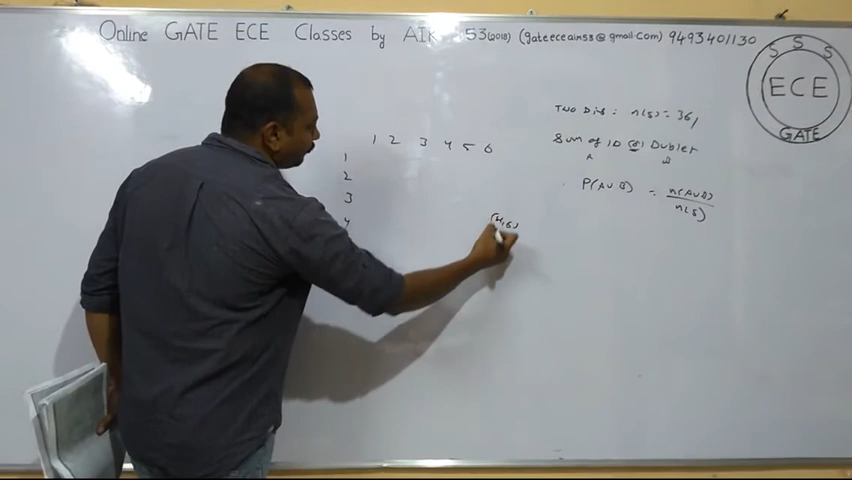 Online GATE ECE Classes by AIR 53(2018) (gateeceair53@gmail.com) 9493401130
SSS
ECE
GATE
Two Dies : n(S) = 36,
Sum of 10 (or) Dublet
A B
P(A∪B) = n(A∪B)
n(S)
1 2 3 4 5 6
1
2
3
4
(4,6)